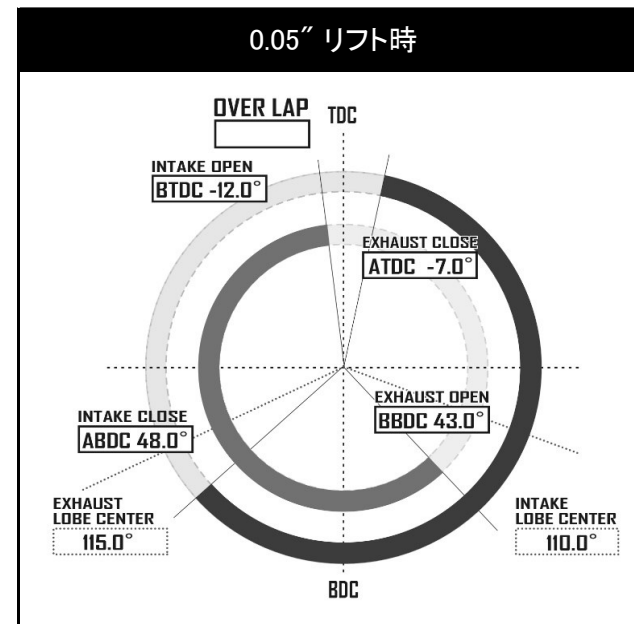 0.05″ リフト時
OVER LAP
TDC
INTAKE OPEN
BTDC -12.0°
EXHAUST CLOSE
ATDC -7.0°
EXHAUST OPEN
BBDC 43.0°
INTAKE CLOSE
ABDC 48.0°
EXHAUST
LOBE CENTER
115.0°
INTAKE
LOBE CENTER
110.0°
BDC